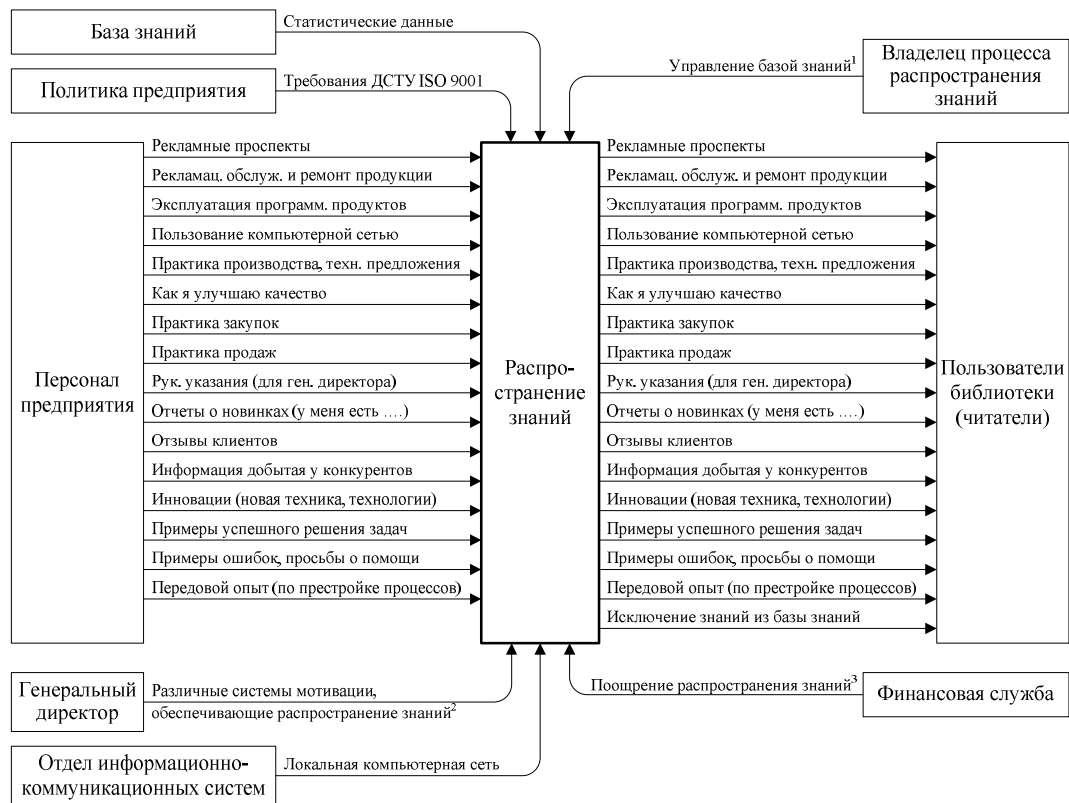 База знаний
Статистические данные
Политика предприятия
Требования ДСТУ ISO 9001
Управление базой знаний¹
Владелец процесса
распространения
знаний
Персонал
предприятия
Рекламные проспекты
Рекламац. обслуж. и ремонт продукции
Эксплуатация программ. продуктов
Пользование компьютерной сетью
Практика производства, техн. предложения
Как я улучшаю качество
Практика закупок
Практика продаж
Рук. указания (для ген. директора)
Отчеты о новинках (у меня есть ….)
Отзывы клиентов
Информация добытая у конкурентов
Инновации (новая техника, технологии)
Примеры успешного решения задач
Примеры ошибок, просьбы о помощи
Передовой опыт (по престройке процессов)
Распро-
странение
знаний
Рекламные проспекты
Рекламац. обслуж. и ремонт продукции
Эксплуатация программ. продуктов
Пользование компьютерной сетью
Практика производства, техн. предложения
Как я улучшаю качество
Практика закупок
Практика продаж
Рук. указания (для ген. директора)
Отчеты о новинках (у меня есть ….)
Отзывы клиентов
Информация добытая у конкурентов
Инновации (новая техника, технологии)
Примеры успешного решения задач
Примеры ошибок, просьбы о помощи
Передовой опыт (по престройке процессов)
Исключение знаний из базы знаний
Пользователи
библиотеки
(читатели)
Генеральный
директор
Различные системы мотивации,
обеспечивающие распространение знаний²
Поощрение распространения знаний³
Финансовая служба
Отдел информационно-
коммуникационных систем
Локальная компьютерная сеть